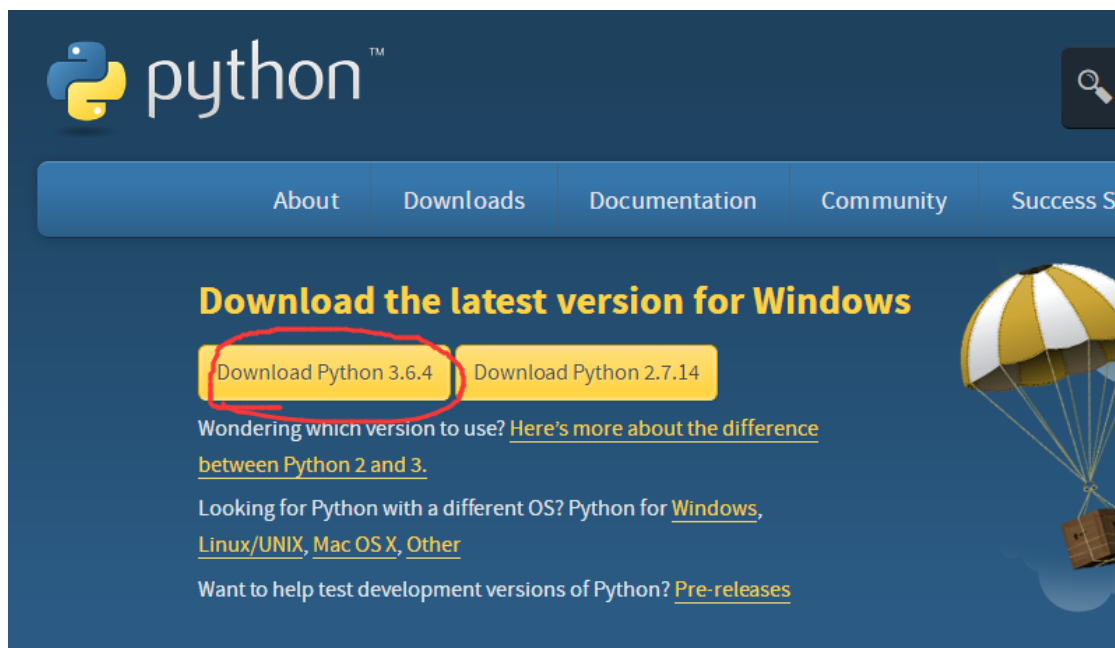 python™
About Downloads Documentation Community Success S
Download the latest version for Windows
Download Python 3.6.4 Download Python 2.7.14
Wondering which version to use? Here's more about the difference
between Python 2 and 3.
Looking for Python with a different OS? Python for Windows,
Linux/UNIX, Mac OS X, Other
Want to help test development versions of Python? Pre-releases